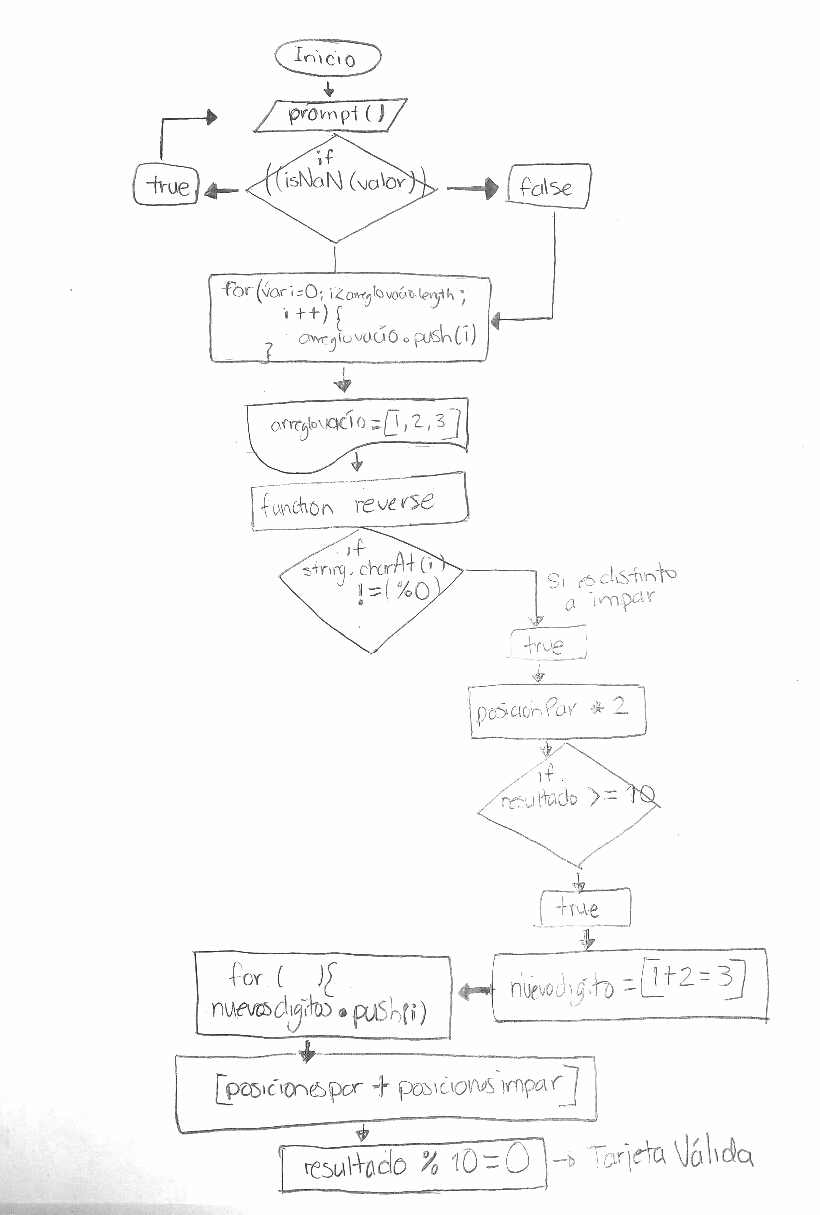 Inicio
prompt()
if
((isNaN(valor))
true
false
for(var i=0; i<arreglovacío.length;
i++){
arreglovacío.push(i)
}
arreglovacío=[1,2,3]
function reverse
if
string.charAt(i)
!=(%0)
Si es distinto
a impar
true
posicionPar * 2
if
resultado >= 10
true
nuevodigito=[1+2=3]
for ( ){
nuevosdigitos.push(i)
[posicionespar + posicionesimpar]
resultado % 10=0 → Tarjeta Válida